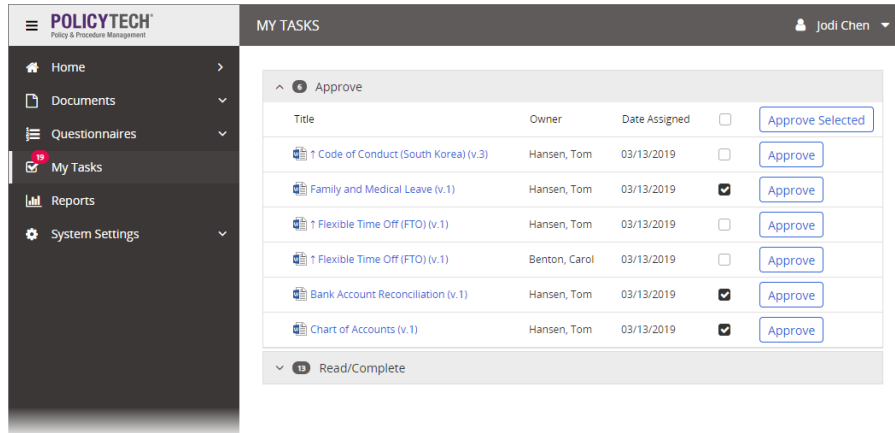 POLICYTECH®
Policy & Procedure Management
MY TASKS
Jodi Chen
Home
Documents
Questionnaires
19
My Tasks
Reports
System Settings
6 Approve
Title Owner Date Assigned Approve Selected
↑ Code of Conduct (South Korea) (v.3) Hansen, Tom 03/13/2019 Approve
Family and Medical Leave (v.1) Hansen, Tom 03/13/2019 Approve
↑ Flexible Time Off (FTO) (v.1) Hansen, Tom 03/13/2019 Approve
↑ Flexible Time Off (FTO) (v.1) Benton, Carol 03/13/2019 Approve
Bank Account Reconciliation (v.1) Hansen, Tom 03/13/2019 Approve
Chart of Accounts (v.1) Hansen, Tom 03/13/2019 Approve
13 Read/Complete